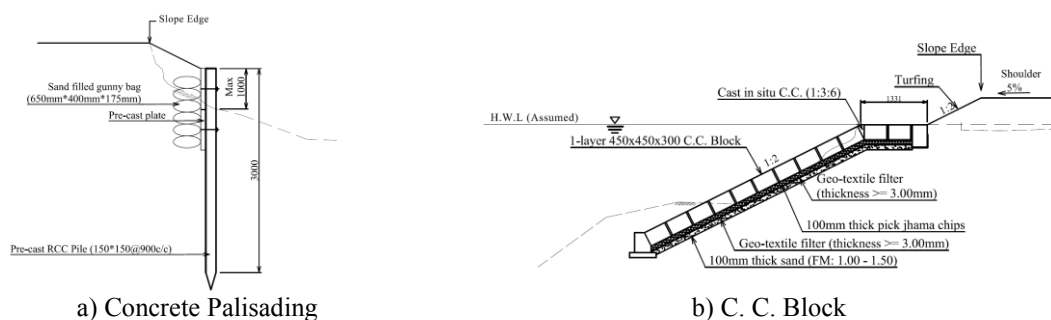 Slope Edge
Sand filled gunny bag
(650mm*400mm*175mm)
Pre-cast plate
Max
1000
3000
Pre-cast RCC Pile (150*150@900c/c)
a) Concrete Palisading
Slope Edge
Shoulder
5%
Turfing
1:2
Cast in situ C.C. (1:3:6)
1331
H.W.L (Assumed)
1-layer 450x450x300 C.C. Block
1:2
Geo-textile filter
(thickness >= 3.00mm)
100mm thick pick jhama chips
Geo-textile filter (thickness >= 3.00mm)
100mm thick sand (FM: 1.00 - 1.50)
b) C. C. Block